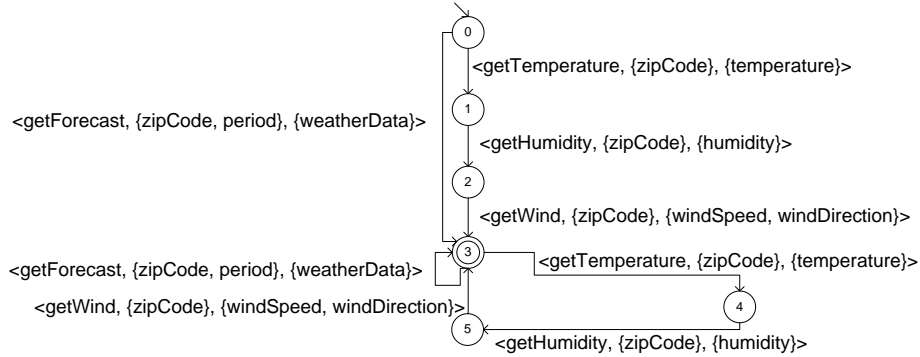 0
<getTemperature, {zipCode}, {temperature}>
1
<getForecast, {zipCode, period}, {weatherData}>
<getHumidity, {zipCode}, {humidity}>
2
<getWind, {zipCode}, {windSpeed, windDirection}>
3
<getTemperature, {zipCode}, {temperature}>
<getForecast, {zipCode, period}, {weatherData}>
<getWind, {zipCode}, {windSpeed, windDirection}>
4
5
<getHumidity, {zipCode}, {humidity}>